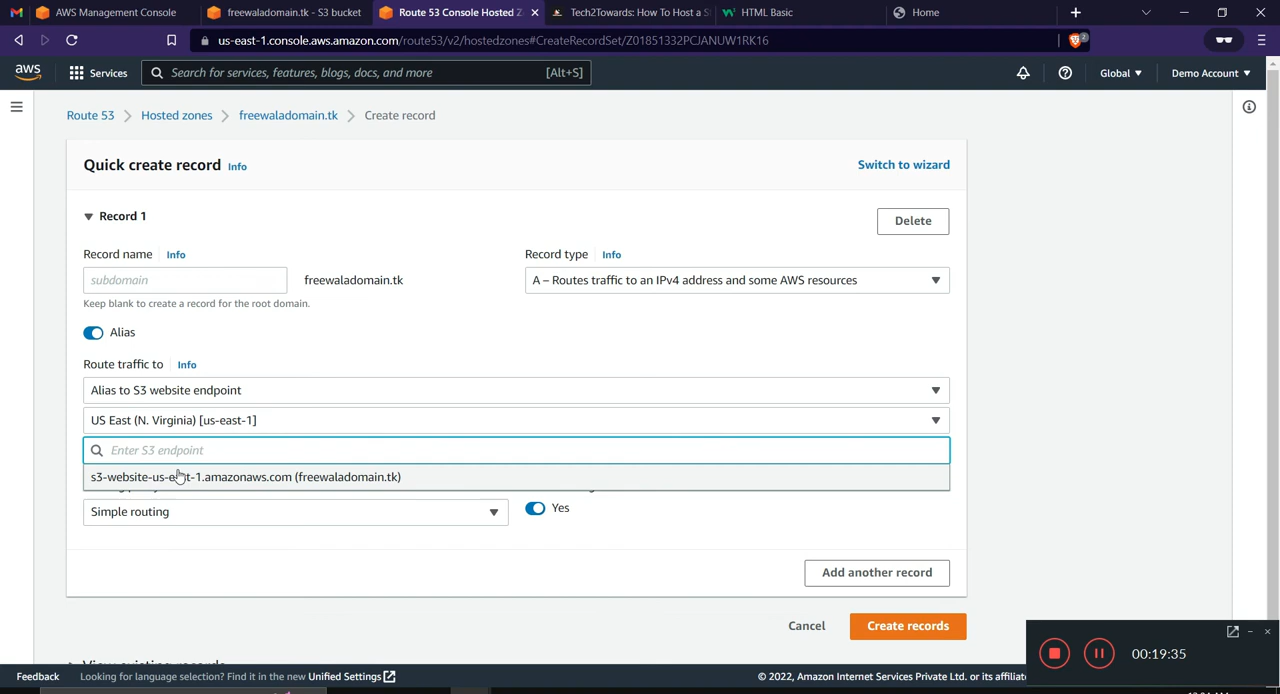 AWS Management Console
freewaladomain.tk - S3 bucket
Route 53 Console Hosted Z
Tech2Towards: How To Host a S
HTML Basic
Home
us-east-1.console.aws.amazon.com/route53/v2/hostedzones#CreateRecordSet/Z01851332PCJANUW1RK16
2
aws
Services
Search for services, features, blogs, docs, and more
[Alt+S]
Global
Demo Account
Route 53
Hosted zones
freewaladomain.tk
Create record
Quick create record
Info
Switch to wizard
Record 1
Delete
Record name
Info
Record type
Info
subdomain
freewaladomain.tk
A – Routes traffic to an IPv4 address and some AWS resources
Keep blank to create a record for the root domain.
Alias
Route traffic to
Info
Alias to S3 website endpoint
US East (N. Virginia) [us-east-1]
Enter S3 endpoint
s3-website-us-east-1.amazonaws.com (freewaladomain.tk)
Simple routing
Yes
Add another record
Cancel
Create records
View existing records
00:19:35
Feedback
Looking for language selection? Find it in the new Unified Settings
© 2022, Amazon Internet Services Private Ltd. or its affiliate